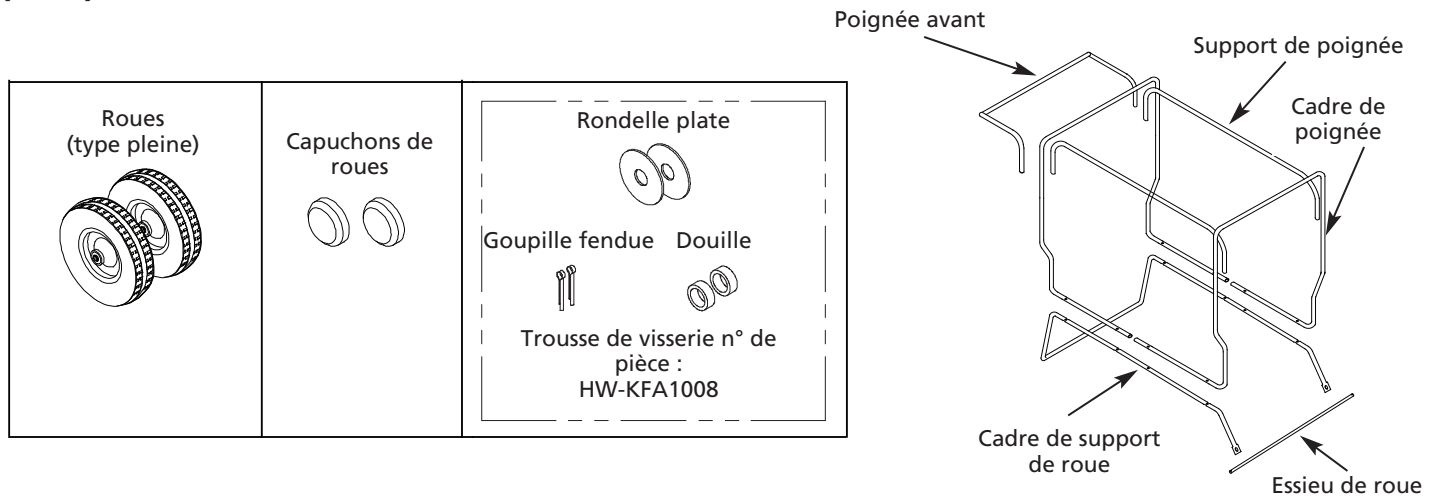 Roues
(type pleine)
Capuchons de
roues
Rondelle plate
Goupille fendue
Douille
Trousse de visserie n° de
pièce :
HW-KFA1008
Poignée avant
Support de poignée
Cadre de
poignée
Cadre de support
de roue
Essieu de roue